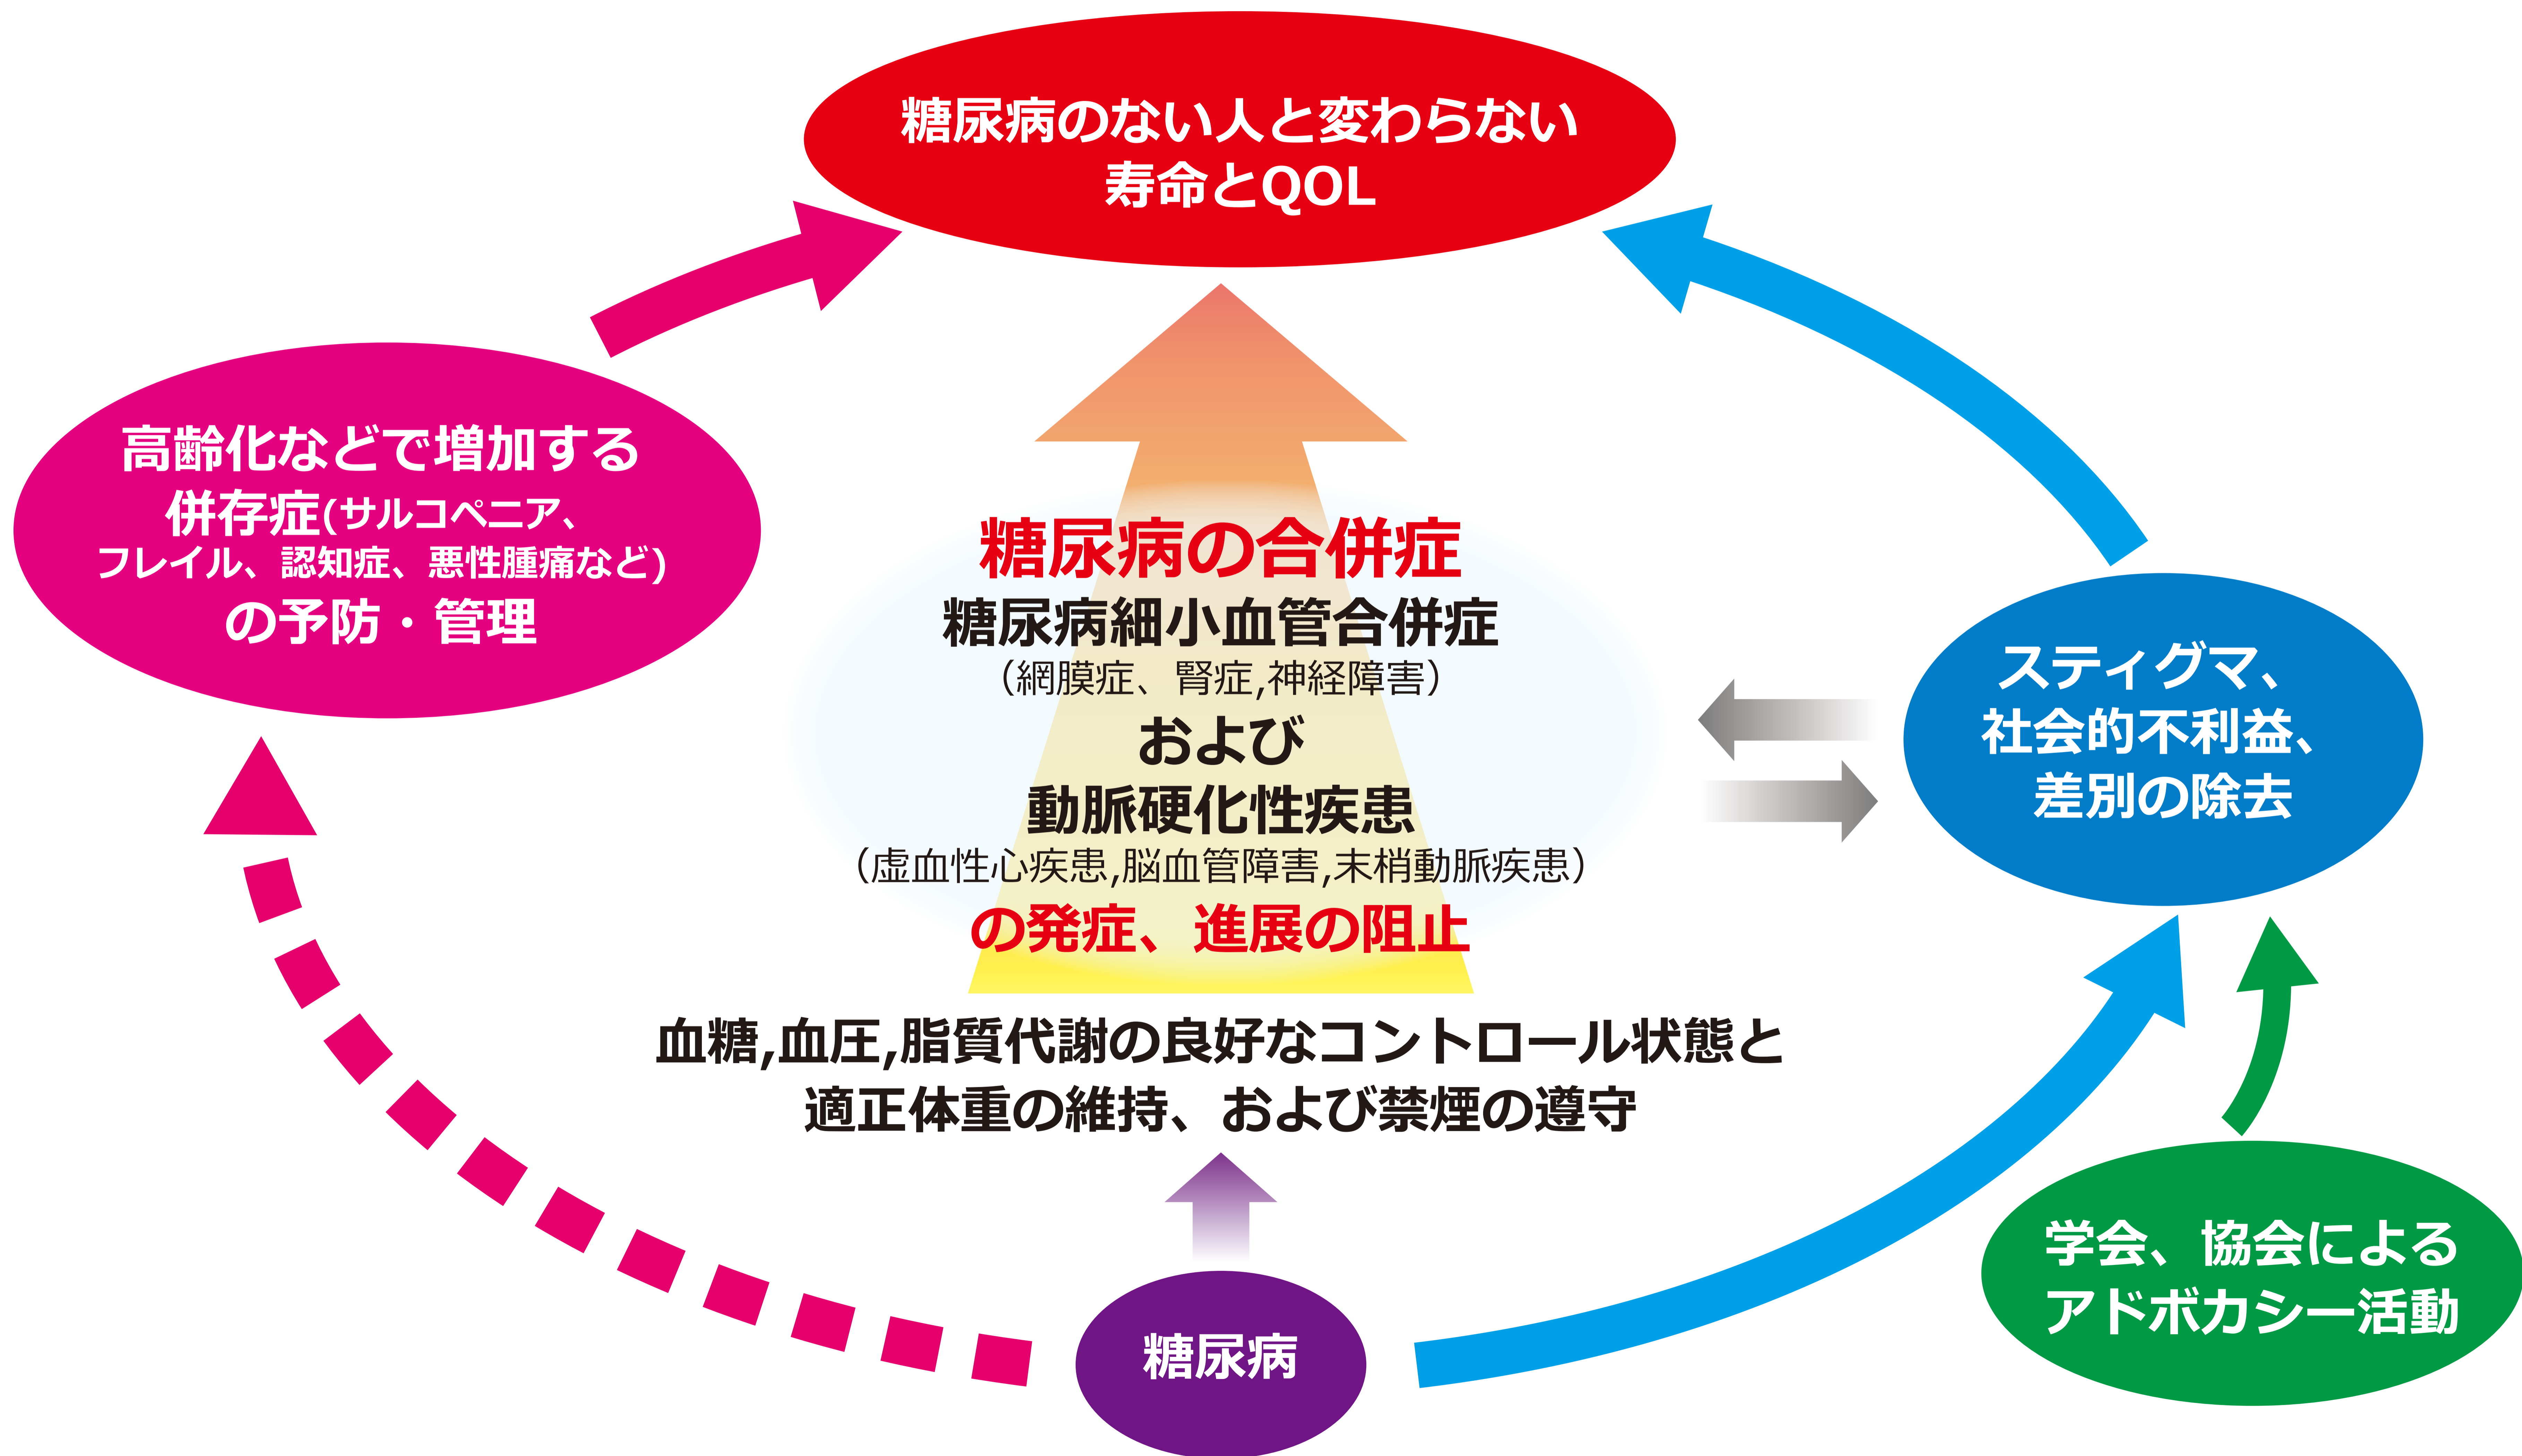 糖尿病のない人と変わらない
寿命とQOL
高齢化などで増加する
併存症(サルコペニア、
フレイル、認知症、悪性腫瘍など)
の予防・管理
糖尿病の合併症
糖尿病細小血管合併症
（網膜症、腎症,神経障害）
および
動脈硬化性疾患
（虚血性心疾患,脳血管障害,末梢動脈疾患）
の発症、進展の阻止
スティグマ、
社会的不利益、
差別の除去
血糖,血圧,脂質代謝の良好なコントロール状態と
適正体重の維持、および禁煙の遵守
学会、協会による
アドボカシー活動
糖尿病